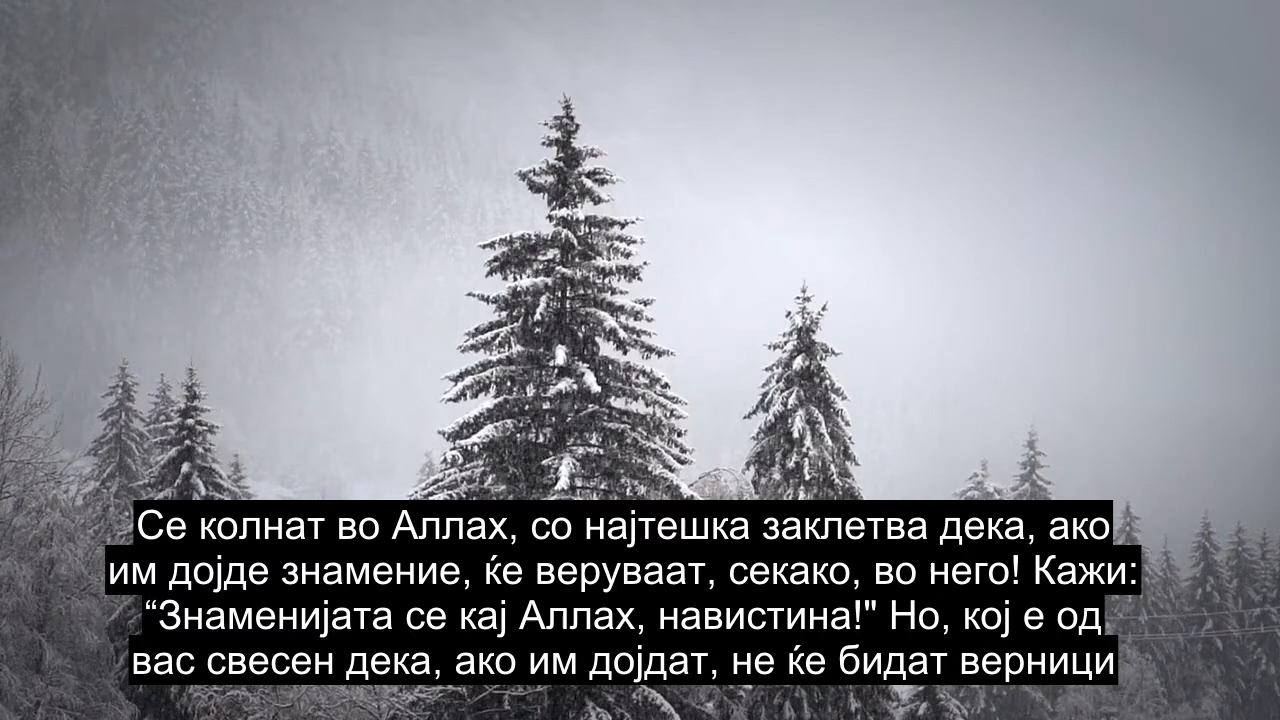 Се колнат во Аллах, со најтешка заклетва дека, ако
им дојде знамение, ќе веруваат, секако, во него! Кажи:
“Знаменијата се кај Аллах, навистина!" Но, кој е од
вас свесен дека, ако им дојдат, не ќе бидат верници